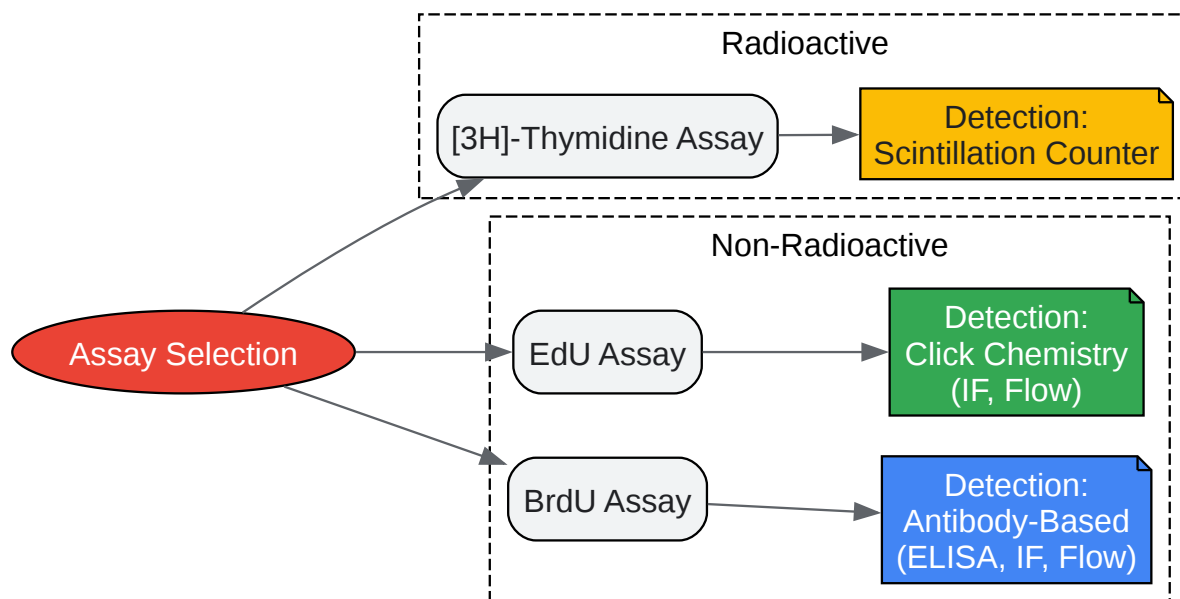 Radioactive
[3H]-Thymidine Assay
Detection:
Scintillation Counter
Non-Radioactive
Assay Selection
EdU Assay
Detection:
Click Chemistry
(IF, Flow)
BrdU Assay
Detection:
Antibody-Based
(ELISA, IF, Flow)